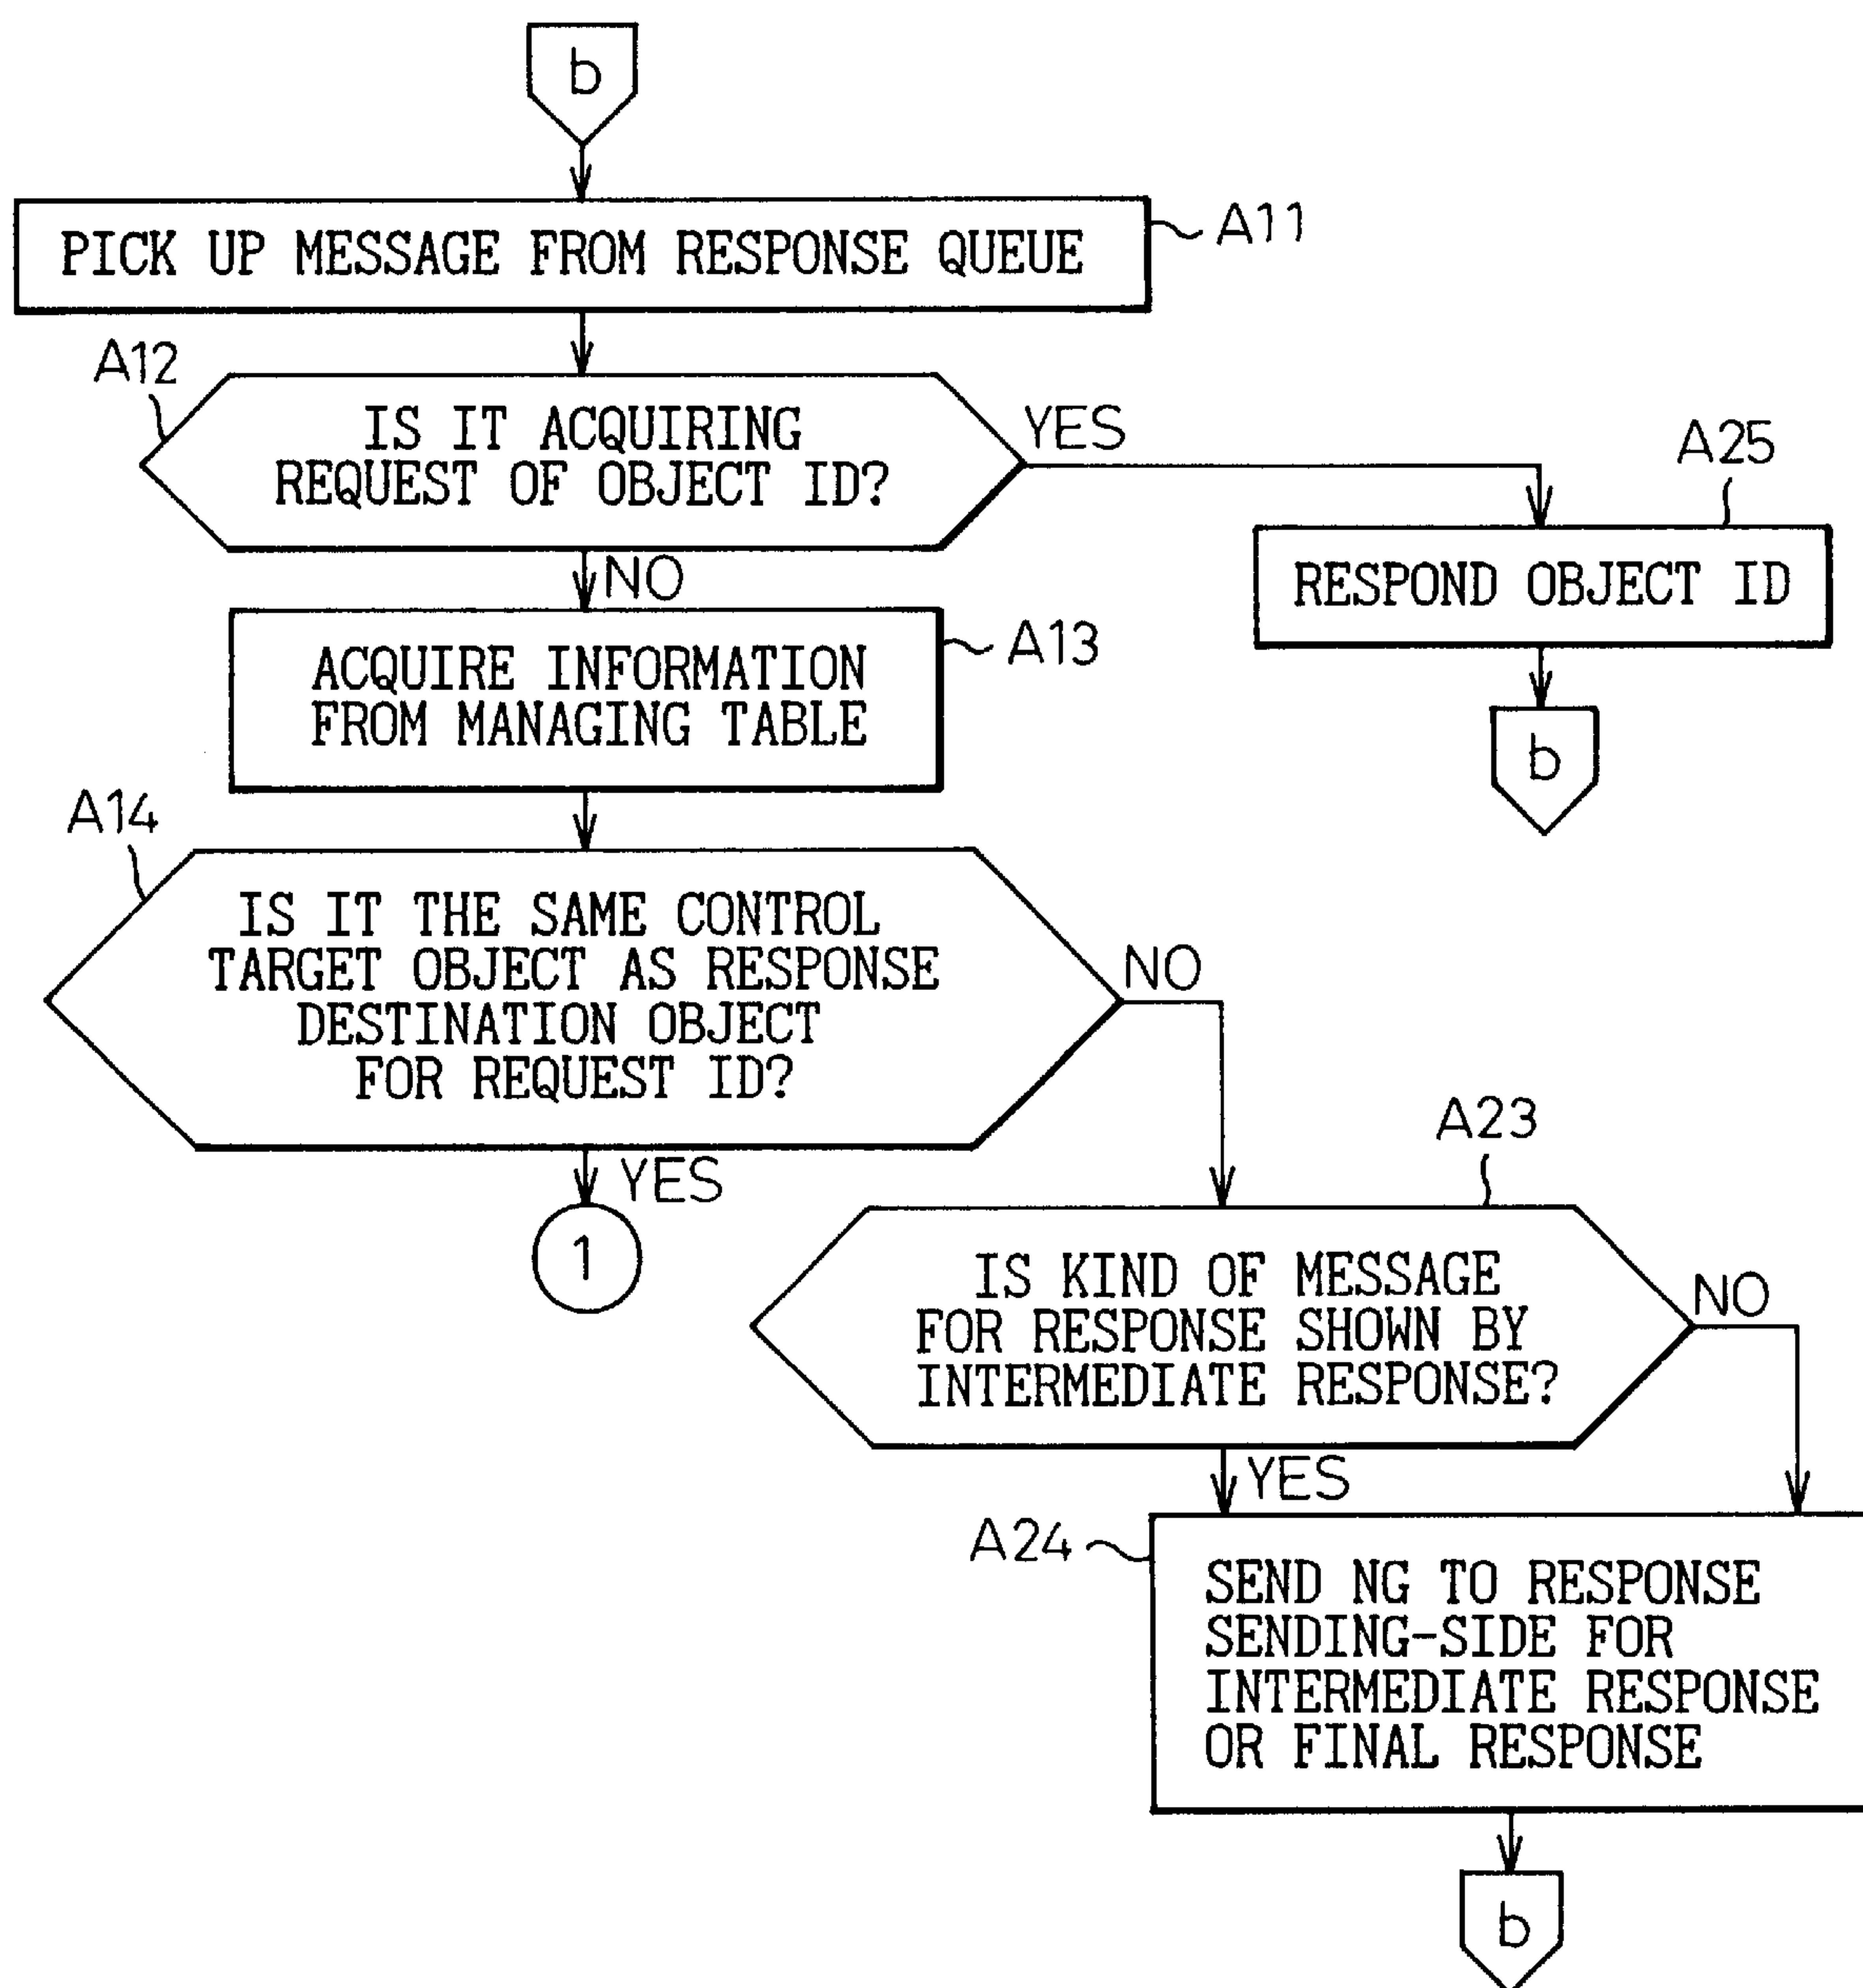 b
PICK UP MESSAGE FROM RESPONSE QUEUE
A11
A12
IS IT ACQUIRING
REQUEST OF OBJECT ID?
YES
A25
RESPOND OBJECT ID
b
NO
ACQUIRE INFORMATION
FROM MANAGING TABLE
A13
A14
IS IT THE SAME CONTROL
TARGET OBJECT AS RESPONSE
DESTINATION OBJECT
FOR REQUEST ID?
NO
YES
1
A23
IS KIND OF MESSAGE
FOR RESPONSE SHOWN BY
INTERMEDIATE RESPONSE?
NO
YES
A24
SEND NG TO RESPONSE
SENDING-SIDE FOR
INTERMEDIATE RESPONSE
OR FINAL RESPONSE
b